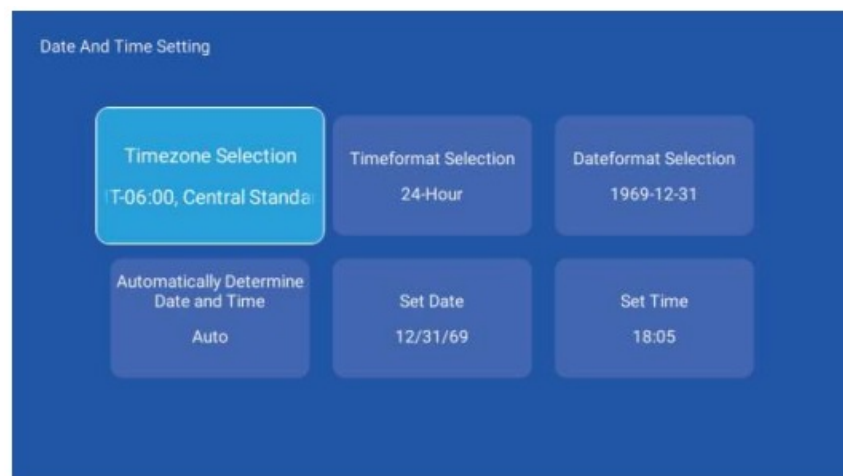 Date And Time Setting
Timezone Selection
T-06:00, Central Standa
Timeformat Selection
24-Hour
Dateformat Selection
1969-12-31
Automatically Determine
Date and Time
Auto
Set Date
12/31/69
Set Time
18:05